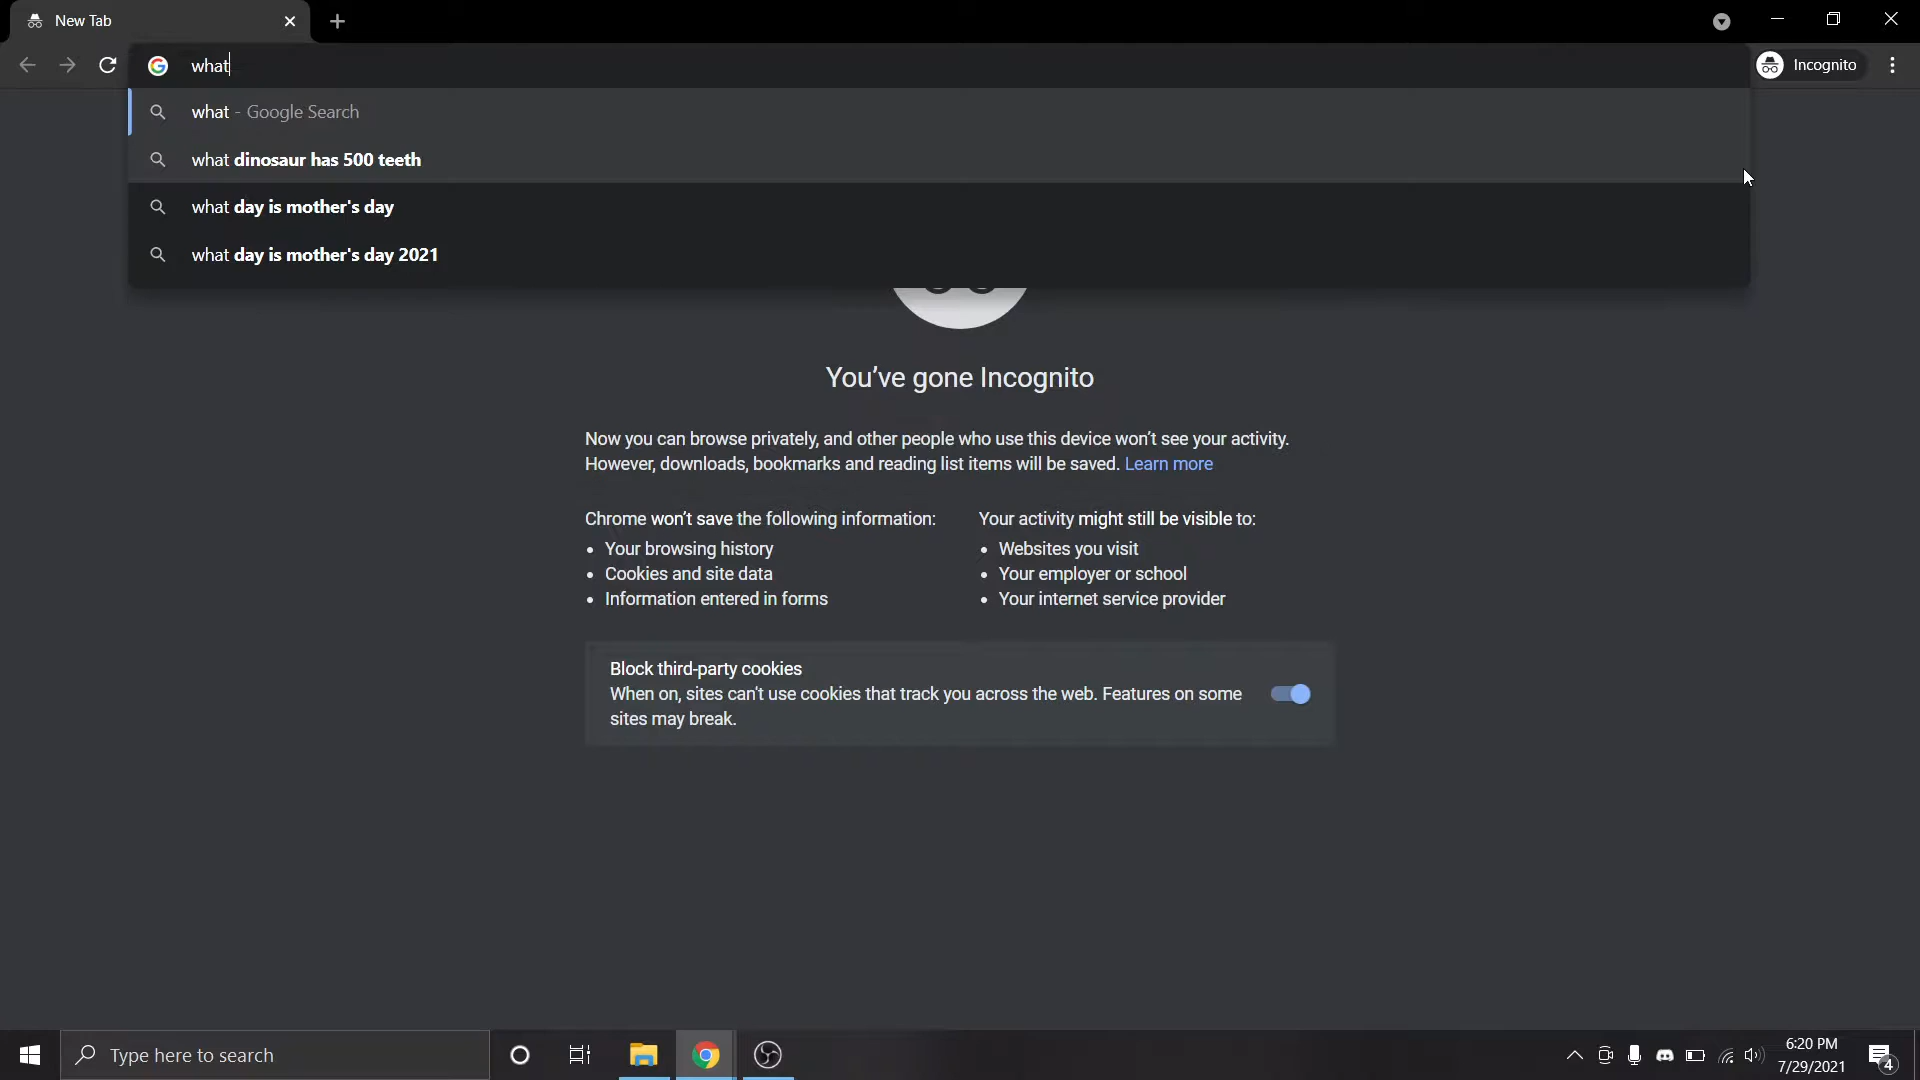 New Tab
what
Incognito
what - Google Search
what dinosaur has 500 teeth
what day is mother's day
what day is mother's day 2021
You've gone Incognito
Now you can browse privately, and other people who use this device won't see your activity.
However, downloads, bookmarks and reading list items will be saved. Learn more
Chrome won't save the following information:
Your browsing history
Cookies and site data
Information entered in forms
Your activity might still be visible to:
Websites you visit
Your employer or school
Your internet service provider
Block third-party cookies
When on, sites can't use cookies that track you across the web. Features on some
sites may break.
Type here to search
6:20 PM
7/29/2021
4